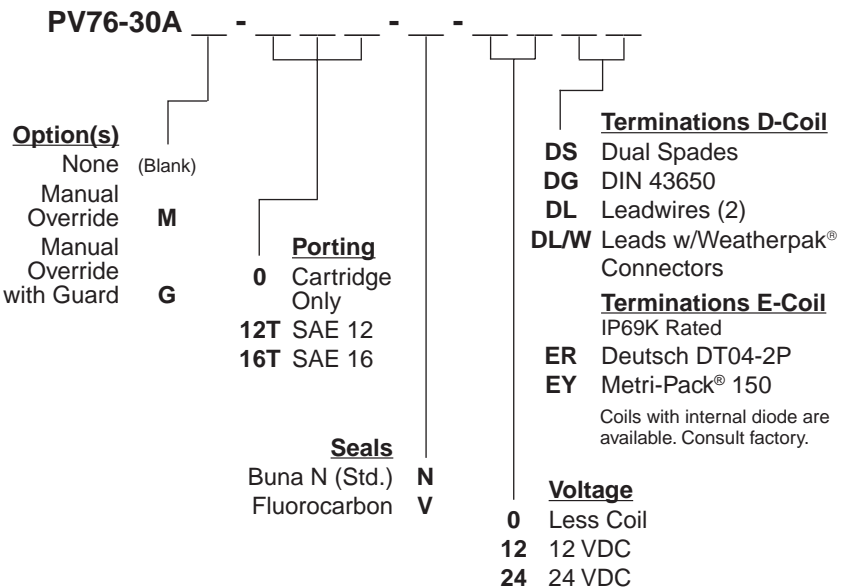 PV76-30A __ - __ __ __ - __ - __ __ __ __
Option(s)
None (Blank)
Manual
Override M
Manual
Override
with Guard G
Porting
0 Cartridge
Only
12T SAE 12
16T SAE 16
Seals
Buna N (Std.) N
Fluorocarbon V
Voltage
0 Less Coil
12 12 VDC
24 24 VDC
Terminations D-Coil
DS Dual Spades
DG DIN 43650
DL Leadwires (2)
DL/W Leads w/Weatherpak®
Connectors
Terminations E-Coil
IP69K Rated
ER Deutsch DT04-2P
EY Metri-Pack® 150
Coils with internal diode are
available. Consult factory.